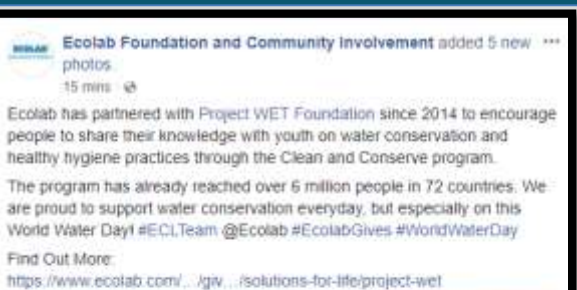 ECOLAB
Ecolab Foundation and Community Involvement added 5 new ...
photos.
15 mins
Ecolab has partnered with Project WET Foundation since 2014 to encourage
people to share their knowledge with youth on water conservation and
healthy hygiene practices through the Clean and Conserve program.
The program has already reached over 6 million people in 72 countries. We
are proud to support water conservation everyday, but especially on this
World Water Day! #ECLTeam @Ecolab #EcolabGives #WorldWaterDay
Find Out More:
https://www.ecolab.com/.../giv.../solutions-for-life/project-wet